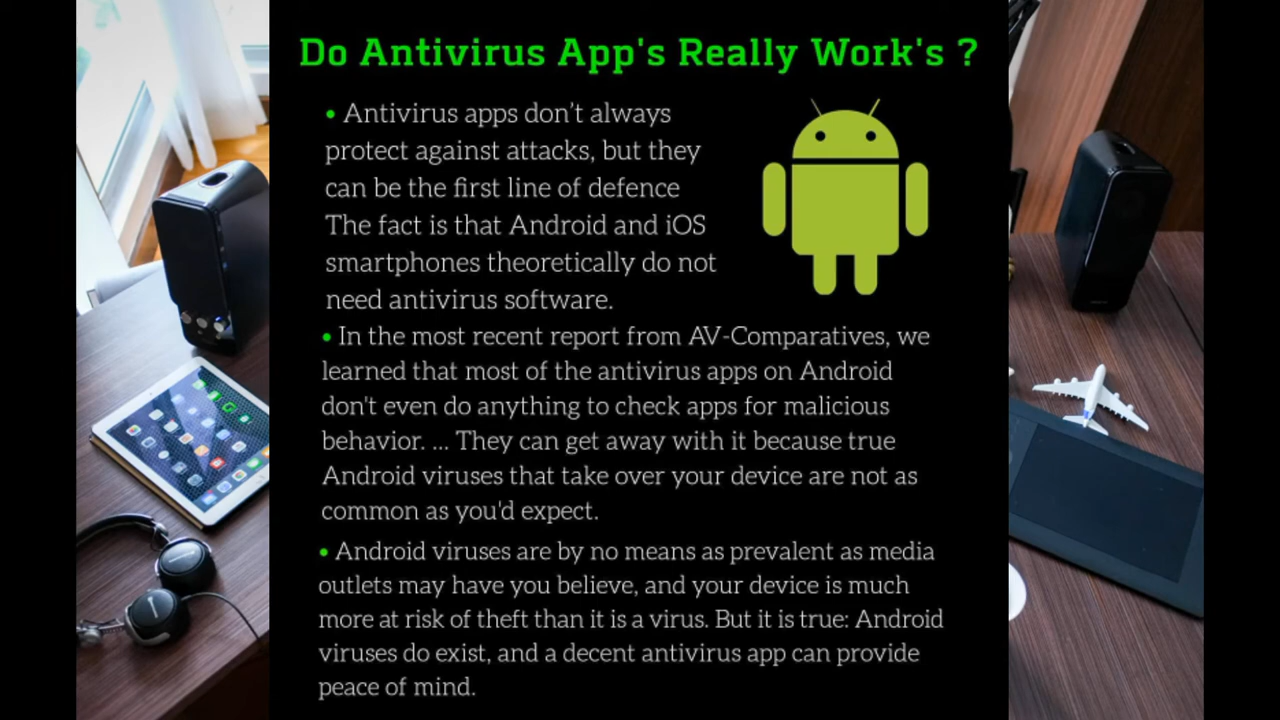 Do Antivirus App's Really Work's ?
• Antivirus apps don't always
protect against attacks, but they
can be the first line of defence
The fact is that Android and iOS
smartphones theoretically do not
need antivirus software.
• In the most recent report from AV-Comparatives, we
learned that most of the antivirus apps on Android
don't even do anything to check apps for malicious
behavior. ... They can get away with it because true
Android viruses that take over your device are not as
common as you'd expect.
• Android viruses are by no means as prevalent as media
outlets may have you believe, and your device is much
more at risk of theft than it is a virus. But it is true: Android
viruses do exist, and a decent antivirus app can provide
peace of mind.